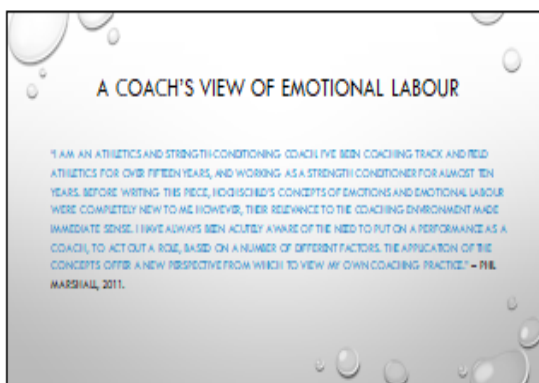 A COACH'S VIEW OF EMOTIONAL LABOUR
"I AM AN ATHLETICS AND STRENGTH-CONDITIONING COACH. I'VE BEEN COACHING TRACK AND FIELD
ATHLETICS FOR OVER FIFTEEN YEARS, AND WORKING AS A STRENGTH CONDITIONER FOR ALMOST TEN
YEARS. BEFORE WRITING THIS PIECE, HOCHSCHILD'S CONCEPTS OF EMOTIONS AND EMOTIONAL LABOUR
WERE COMPLETELY NEW TO ME. HOWEVER, THEIR RELEVANCE TO THE COACHING ENVIRONMENT MADE
IMMEDIATE SENSE. I HAVE ALWAYS BEEN ACUTELY AWARE OF THE NEED TO PUT ON A PERFORMANCE AS A
COACH, TO ACT OUT A ROLE, BASED ON A NUMBER OF DIFFERENT FACTORS. THE APPLICATION OF THE
CONCEPTS OFFER A NEW PERSPECTIVE FROM WHICH TO VIEW MY OWN COACHING PRACTICE." – PHIL
MARSHALL, 2011.